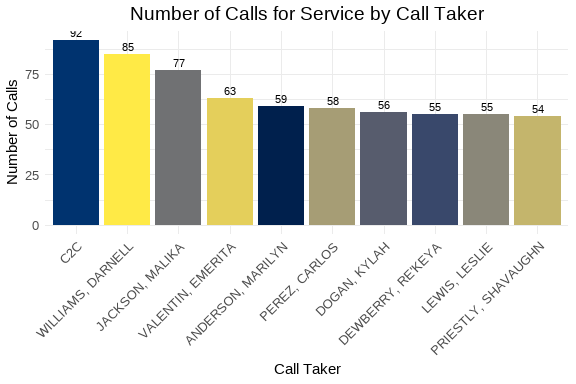 Number of Calls for Service by Call Taker
Number of Calls
75
50
25
0
92
85
77
63
59
58
56
55
55
54
C2C
WILLIAMS, DARNELL
JACKSON, MALIKA
VALENTIN, EMERITA
ANDERSON, MARILYN
PEREZ, CARLOS
DOGAN, KYLAH
DEWBERRY, RE'KEYA
LEWIS, LESLIE
PRIESTLY, SHAVAUGHN
Call Taker